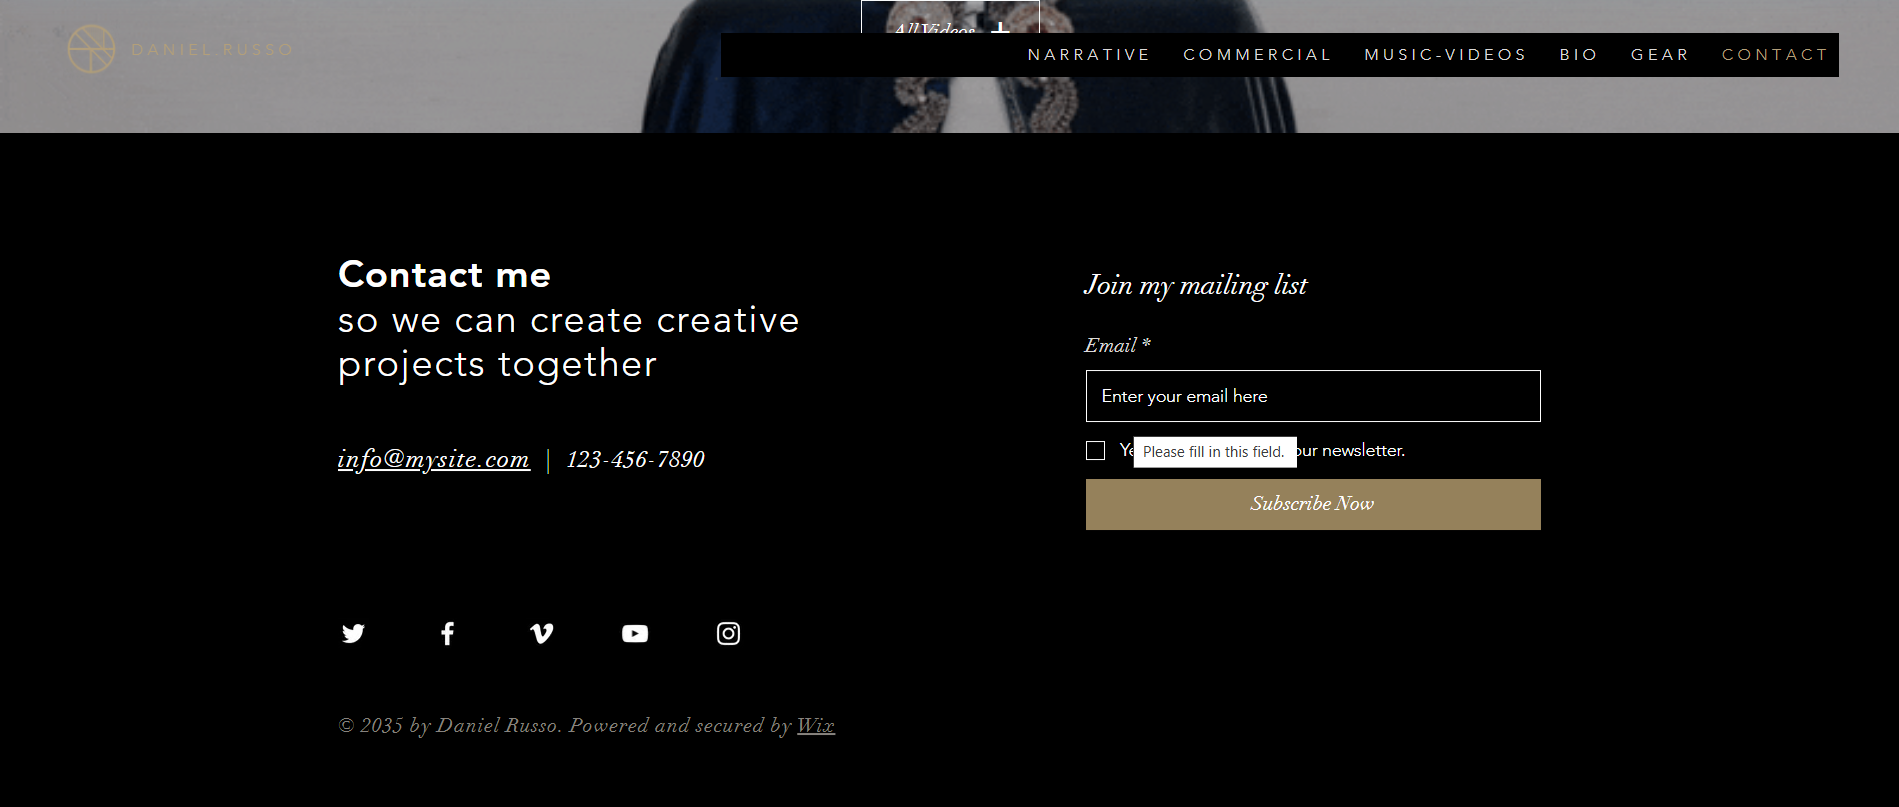 All Videos +
DANIEL RUSSO
NARRATIVE COMMERCIAL MUSIC-VIDEOS BIO GEAR CONTACT
Contact me
so we can create creative
projects together
info@mysite.com | 123-456-7890
© 2035 by Daniel Russo. Powered and secured by Wix
Join my mailing list
Email *
Enter your email here
Please fill in this field.
newsletter.
Subscribe Now